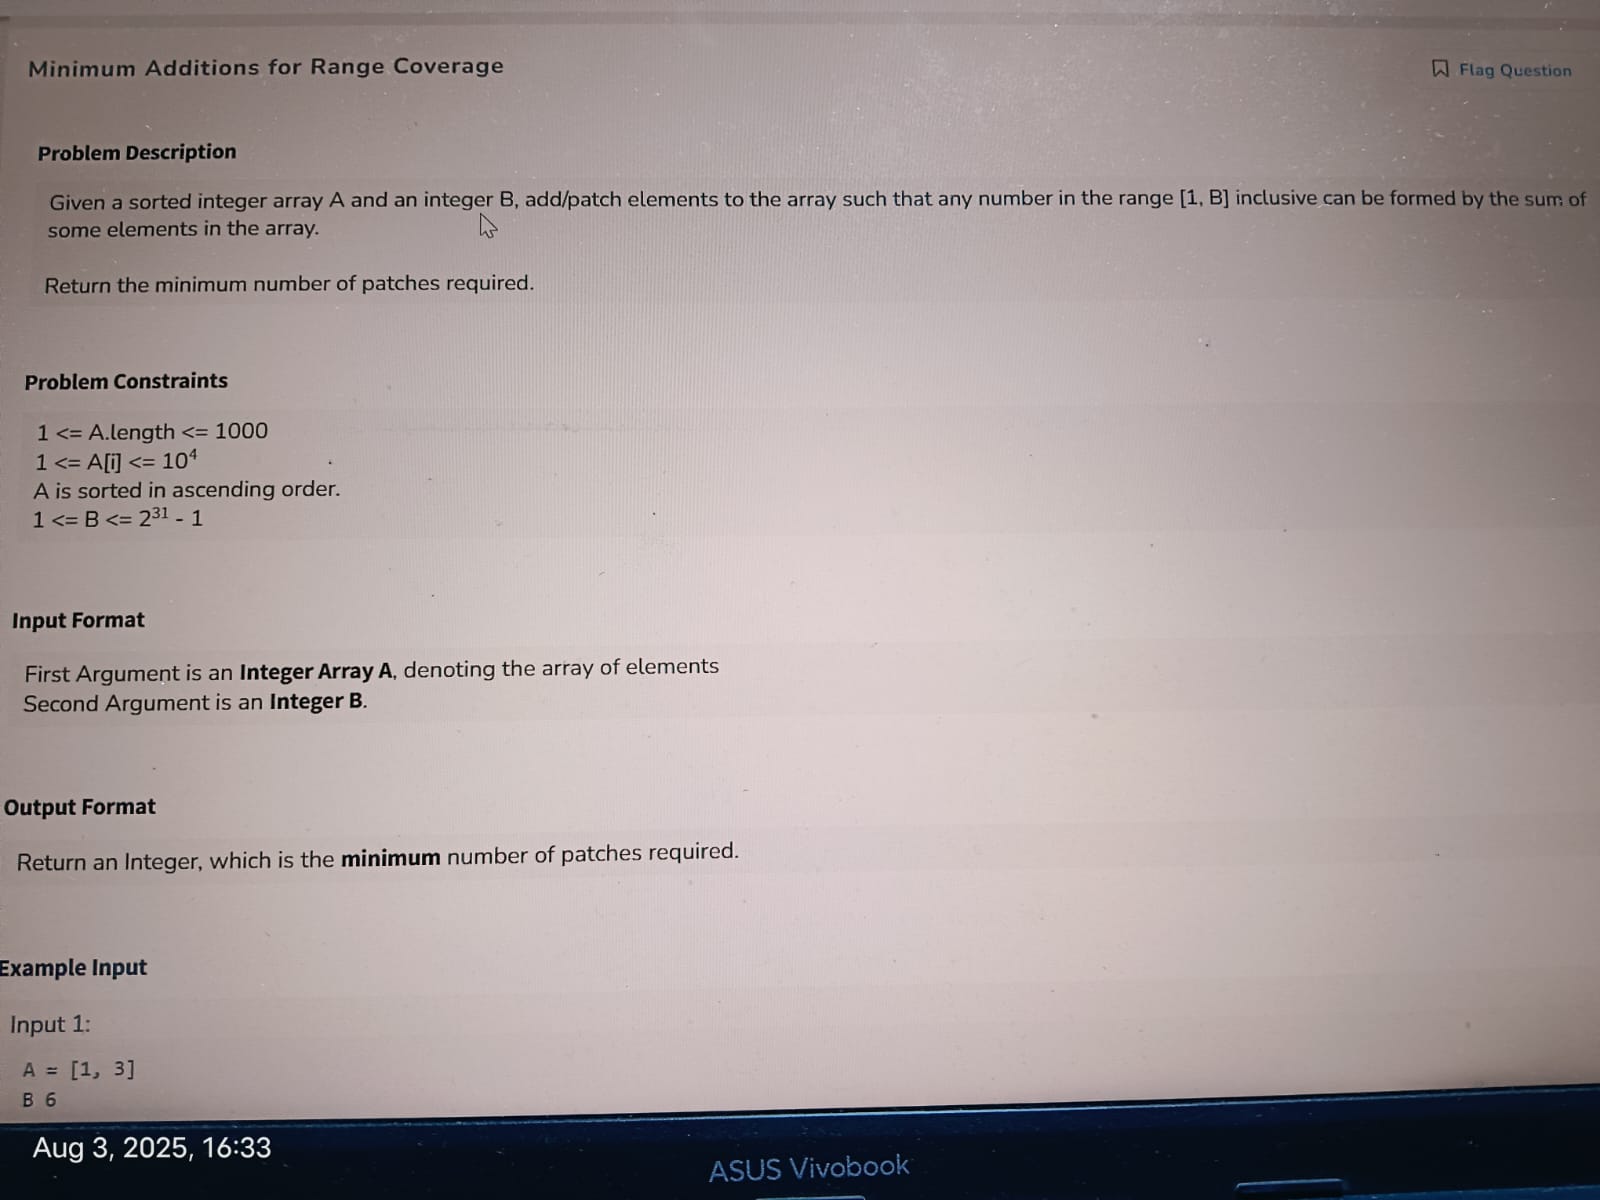 Minimum Additions for Range Coverage
Flag Question
Problem Description
Given a sorted integer array A and an integer B, add/patch elements to the array such that any number in the range [1, B] inclusive can be formed by the sum of
some elements in the array.
Return the minimum number of patches required.
Problem Constraints
1 <= A.length <= 1000
1 <= A[i] <= 10⁴
A is sorted in ascending order.
1 <= B <= 2³¹ - 1
Input Format
First Argument is an Integer Array A, denoting the array of elements
Second Argument is an Integer B.
Output Format
Return an Integer, which is the minimum number of patches required.
Example Input
Input 1:
A = [1, 3]
B 6
Aug 3, 2025, 16:33
ASUS Vivobook